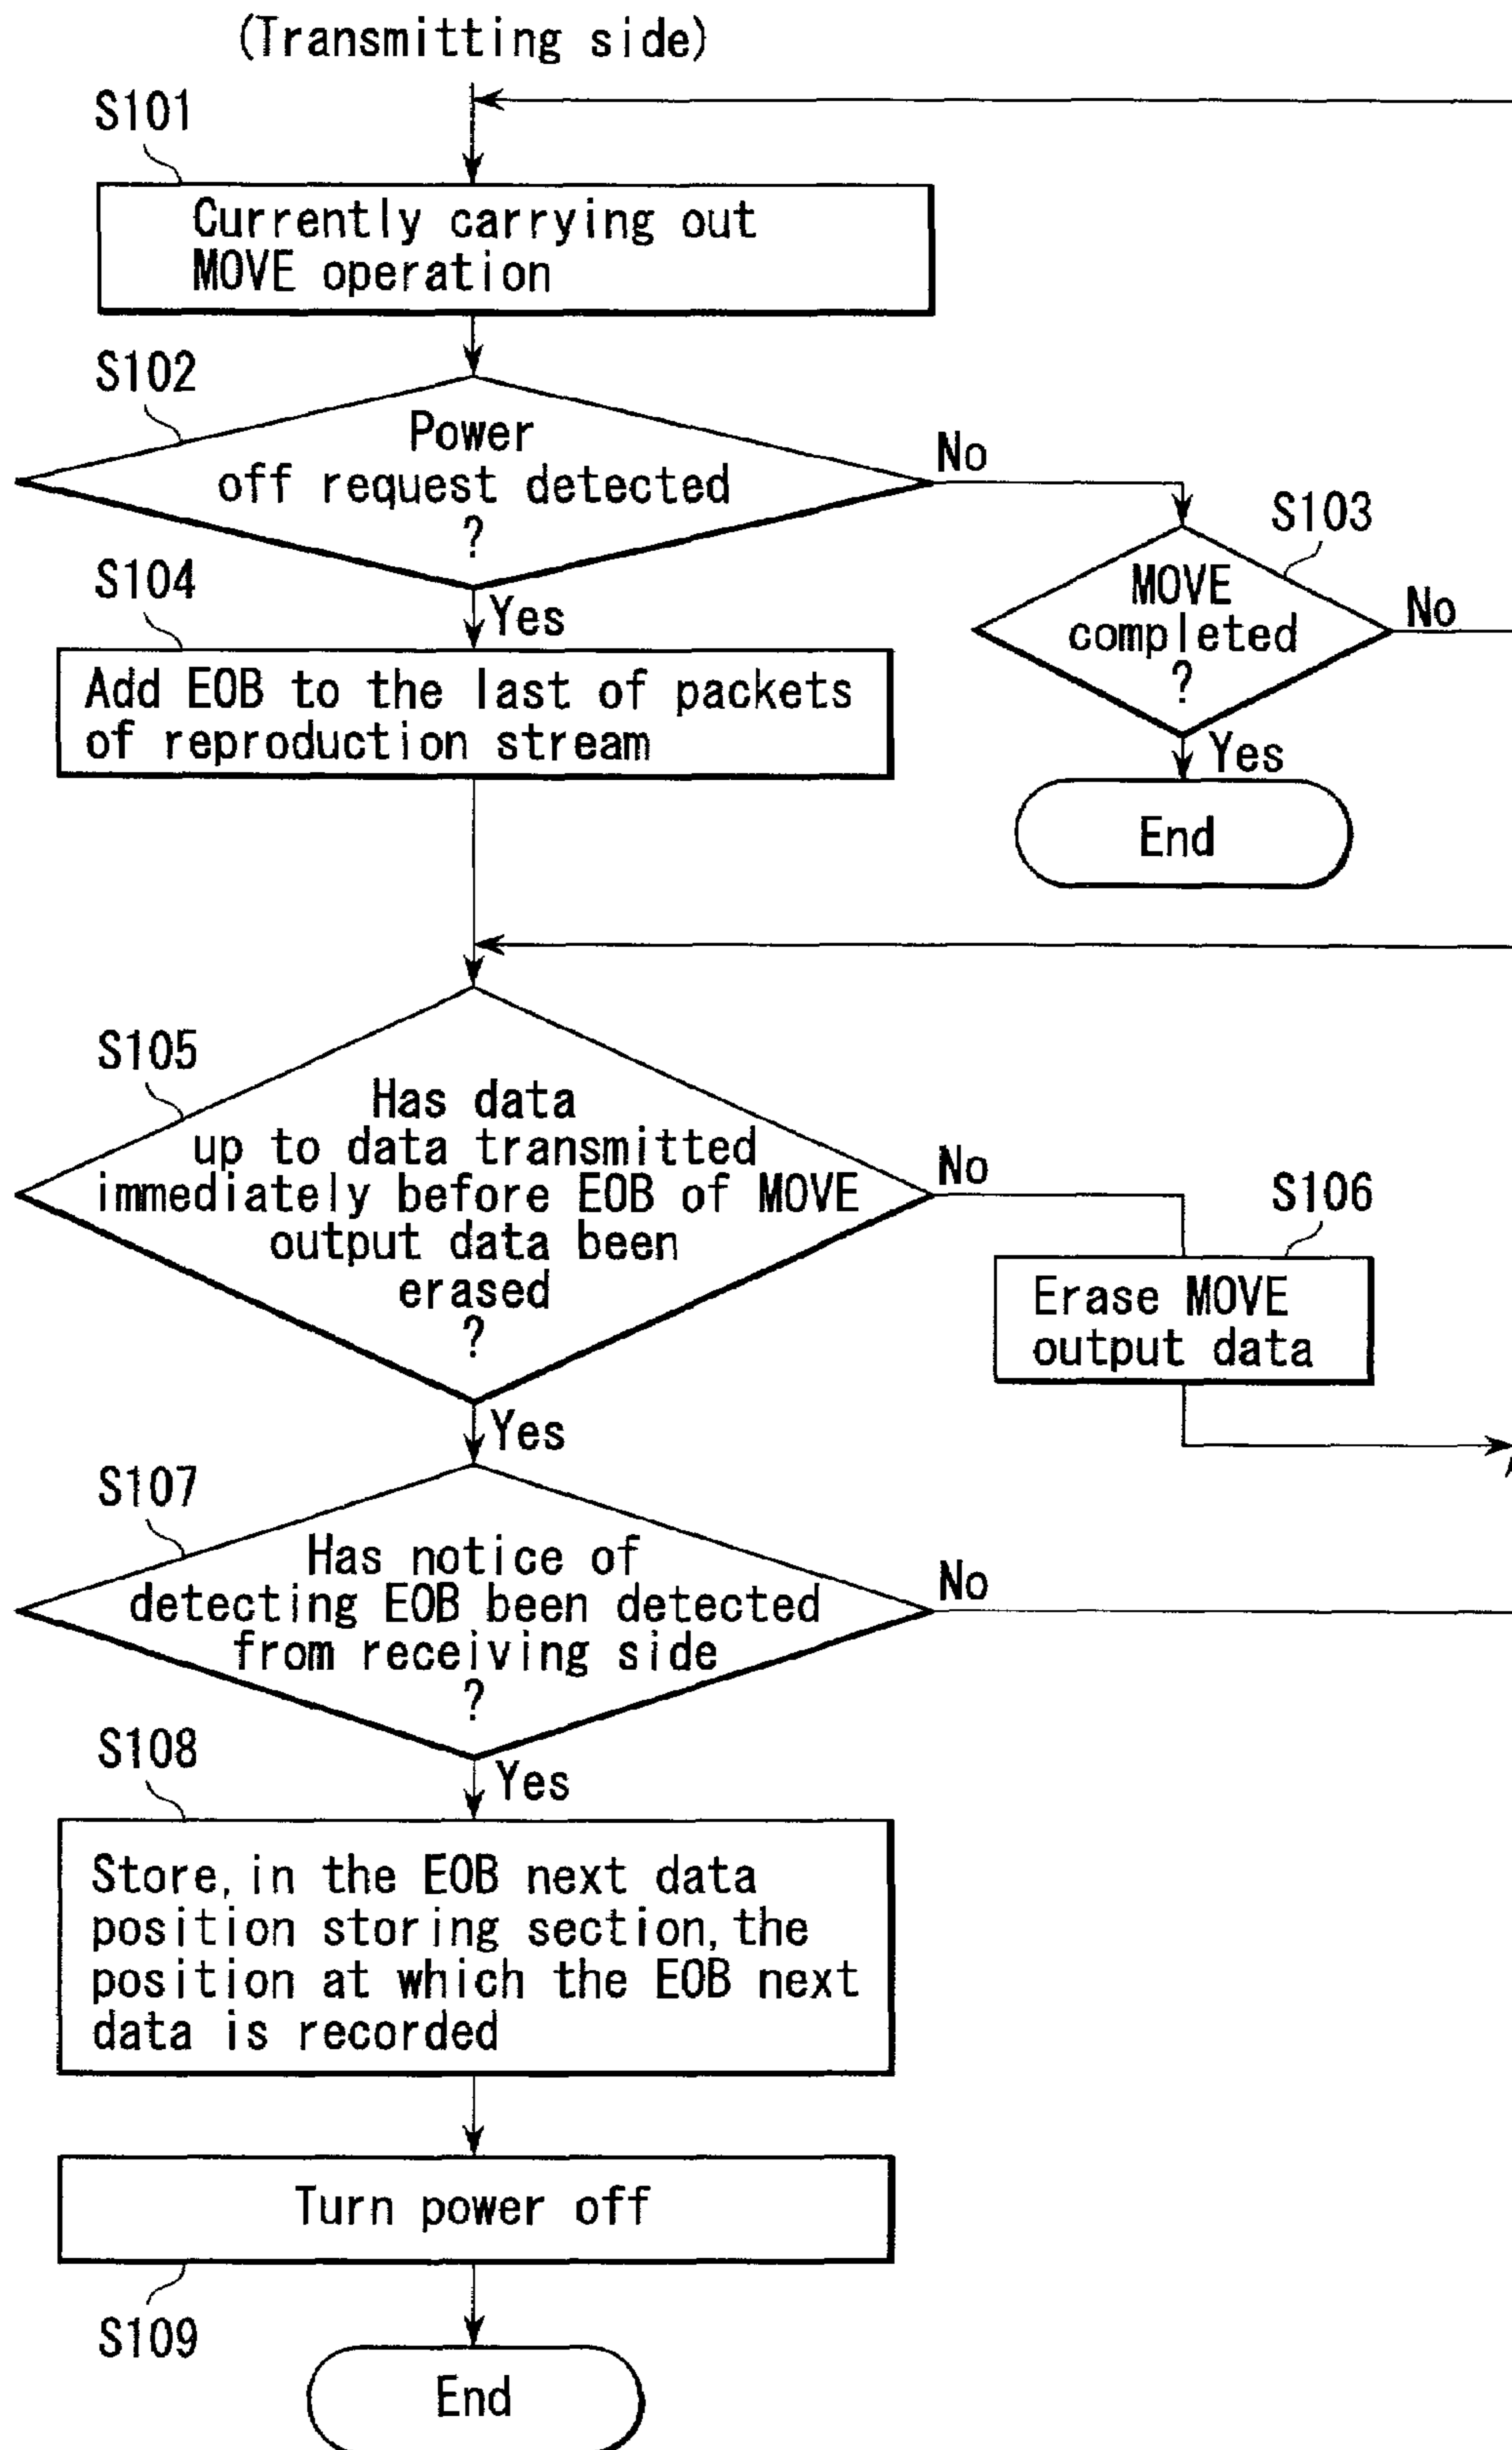 (Transmitting side)
S101
Currently carrying out
MOVE operation
S102
Power
off request detected
?
No
S103
MOVE
completed
?
No
Yes
End
Yes
S104
Add EOB to the last of packets
of reproduction stream
S105
Has data
up to data transmitted
immediately before EOB of MOVE
output data been
erased
?
No
S106
Erase MOVE
output data
Yes
S107
Has notice of
detecting EOB been detected
from receiving side
?
No
Yes
S108
Store, in the EOB next data
position storing section, the
position at which the EOB next
data is recorded
Turn power off
S109
End